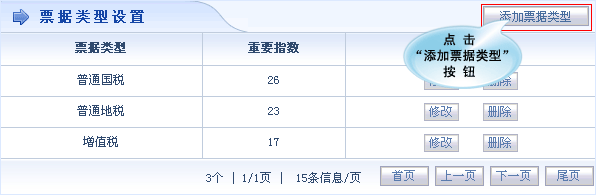 票据类型设置 添加票据类型
票据类型 重要指数
点 击
“添加票据类型”
按 钮
普通国税 26 删除
普通地税 23 修改 删除
增值税 17 修改 删除
3个 | 1/1页 | 15条信息/页 首页 上一页 下一页 尾页